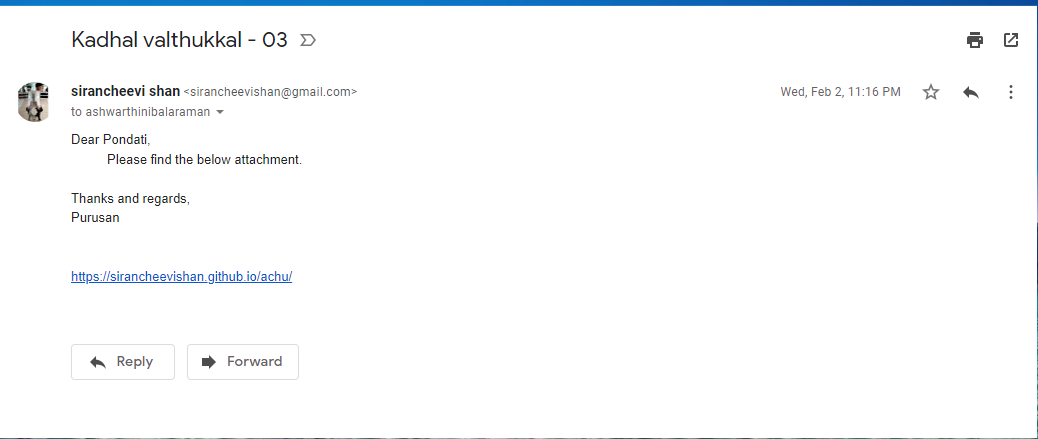 Kadhal valthukkal - 03
sirancheevi shan <sirancheevishan@gmail.com>
Wed, Feb 2, 11:16 PM
to ashwarthinibalaraman
Dear Pondati,
Please find the below attachment.
Thanks and regards,
Purusan
https://sirancheevishan.github.io/achu/
Reply
Forward